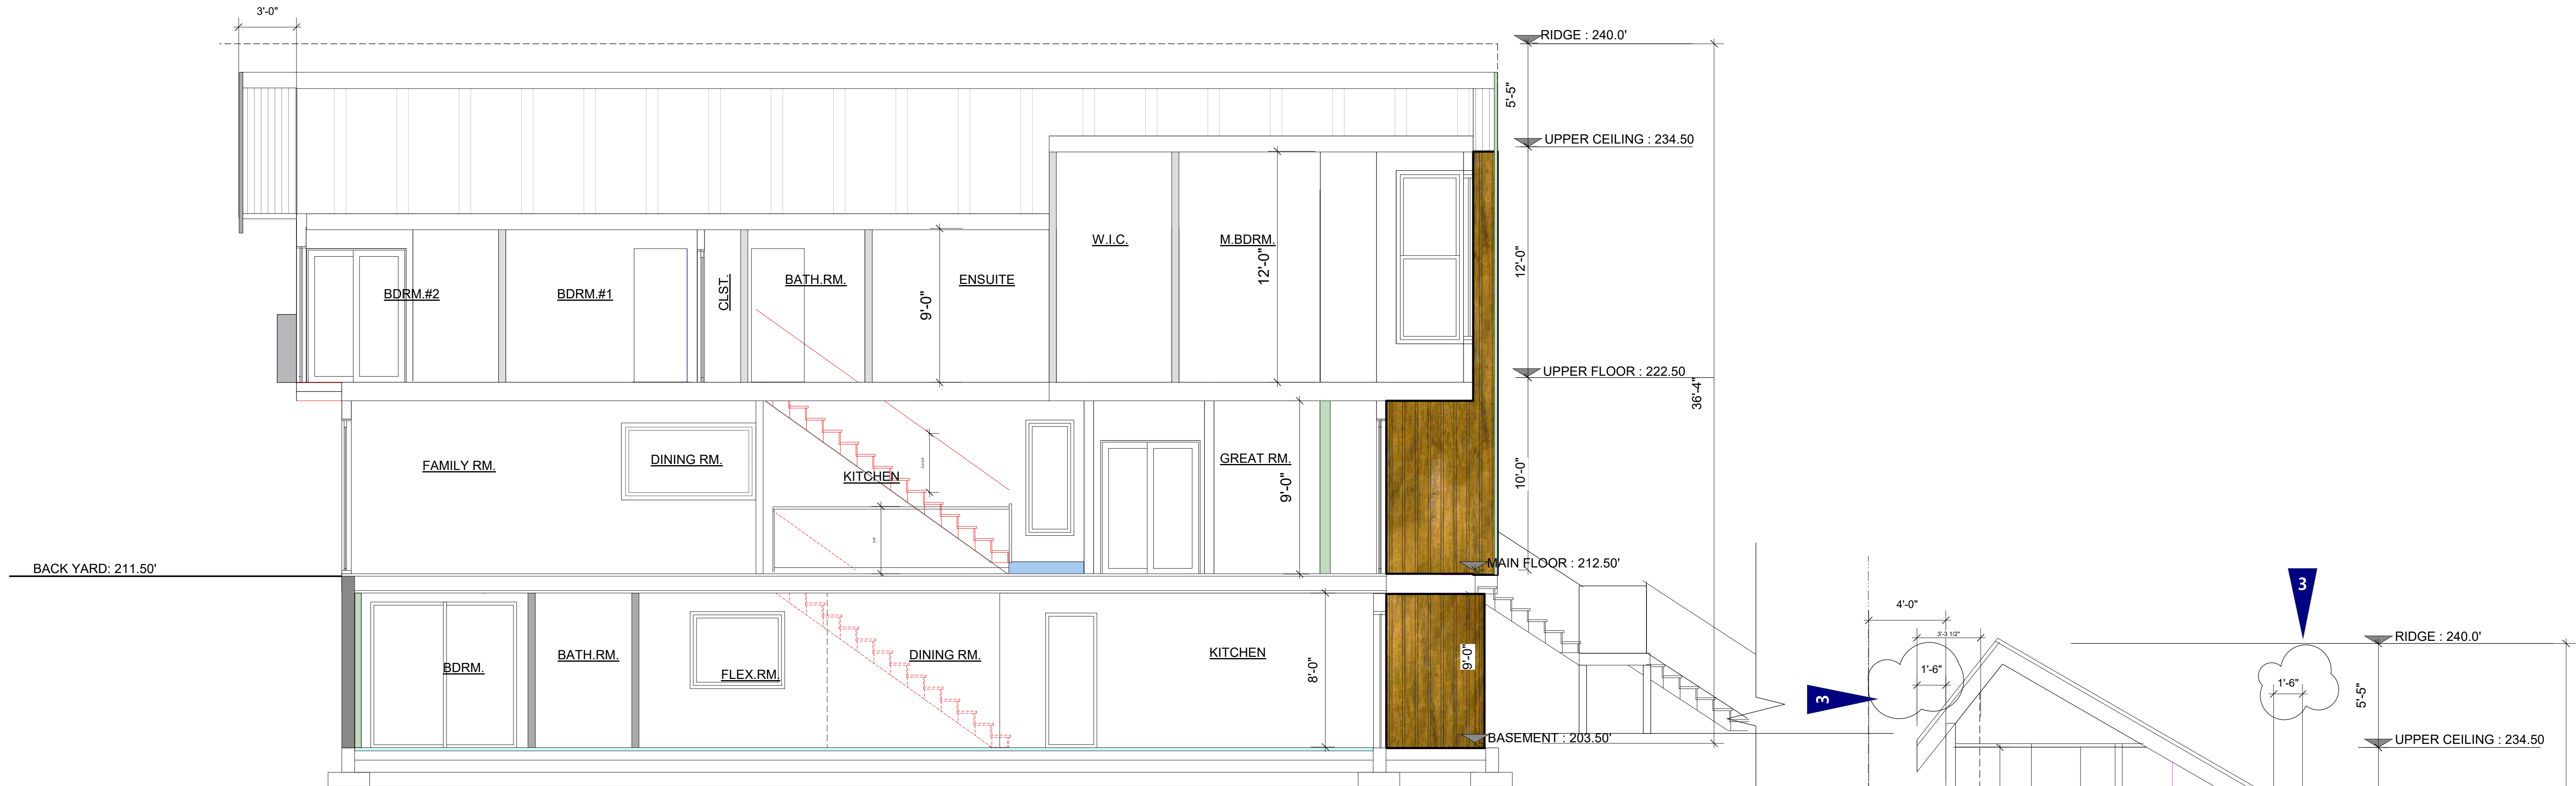 3'-0"
RIDGE : 240.0'
5'-5"
UPPER CEILING : 234.50
W.I.C.
M.BDRM.
12'-0"
12'-0"
BDRM.#2
BDRM.#1
CLST.
BATH.RM.
ENSUITE
9'-0"
UPPER FLOOR : 222.50
36'-4"
FAMILY RM.
DINING RM.
KITCHEN
GREAT RM.
9'-0"
10'-0"
BACK YARD: 211.50'
MAIN FLOOR : 212.50'
BDRM.
BATH.RM.
FLEX.RM.
DINING RM.
KITCHEN
8'-0"
9'-0"
BASEMENT : 203.50'
3
4'-0"
3'-3 1/2"
1'-6"
3
1'-6"
RIDGE : 240.0'
5'-5"
UPPER CEILING : 234.50